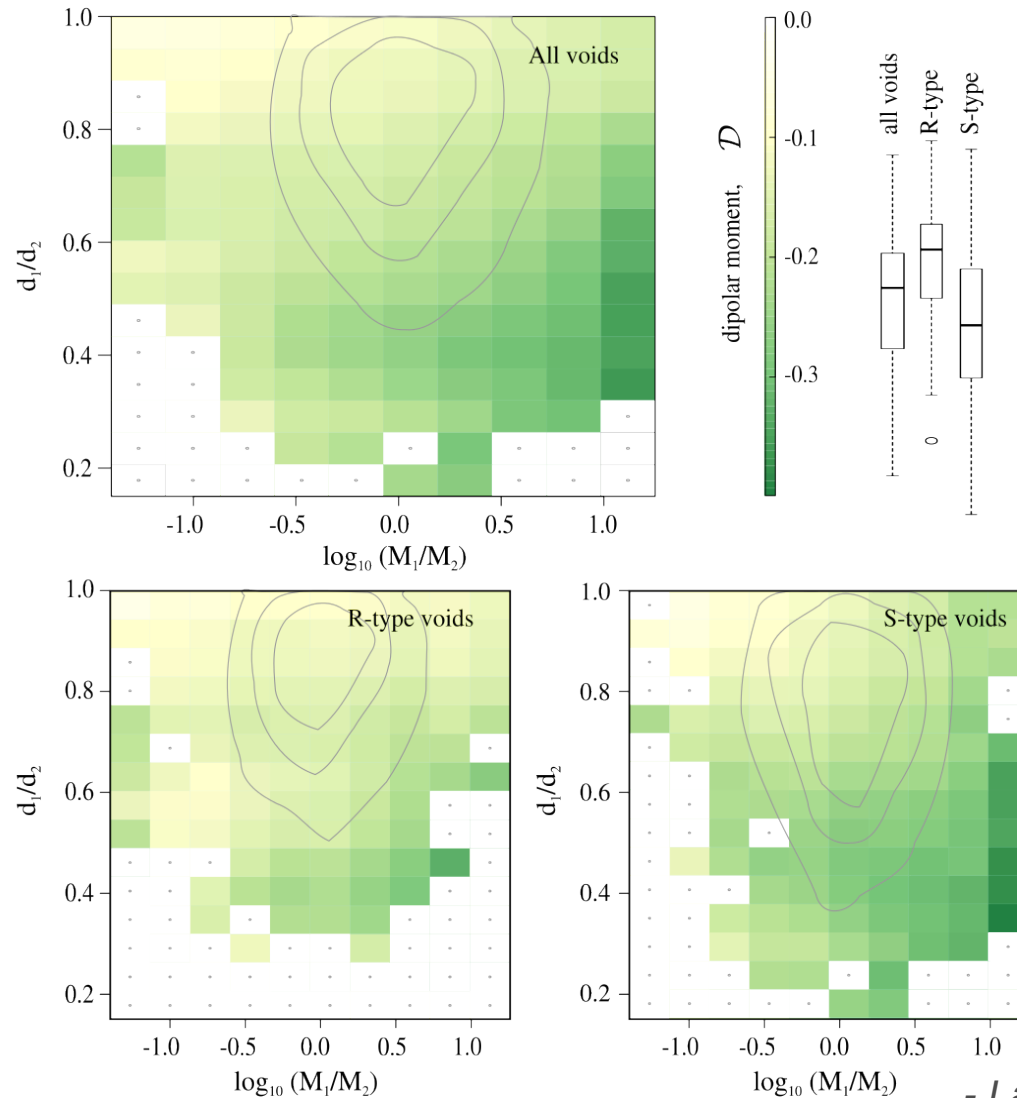 All voids
1.0
0.8
0.6
0.4
0.2
d₁/d₂
-1.0 -0.5 0.0 0.5 1.0
log₁₀ (M₁/M₂)
dipolar moment, 𝒟
0.0
-0.1
-0.2
-0.3
all voids
R-type
S-type
R-type voids
1.0
0.8
0.6
0.4
0.2
d₁/d₂
-1.0 -0.5 0.0 0.5 1.0
log₁₀ (M₁/M₂)
S-type voids
1.0
0.8
0.6
0.4
0.2
d₁/d₂
-1.0 -0.5 0.0 0.5 1.0
log₁₀ (M₁/M₂)